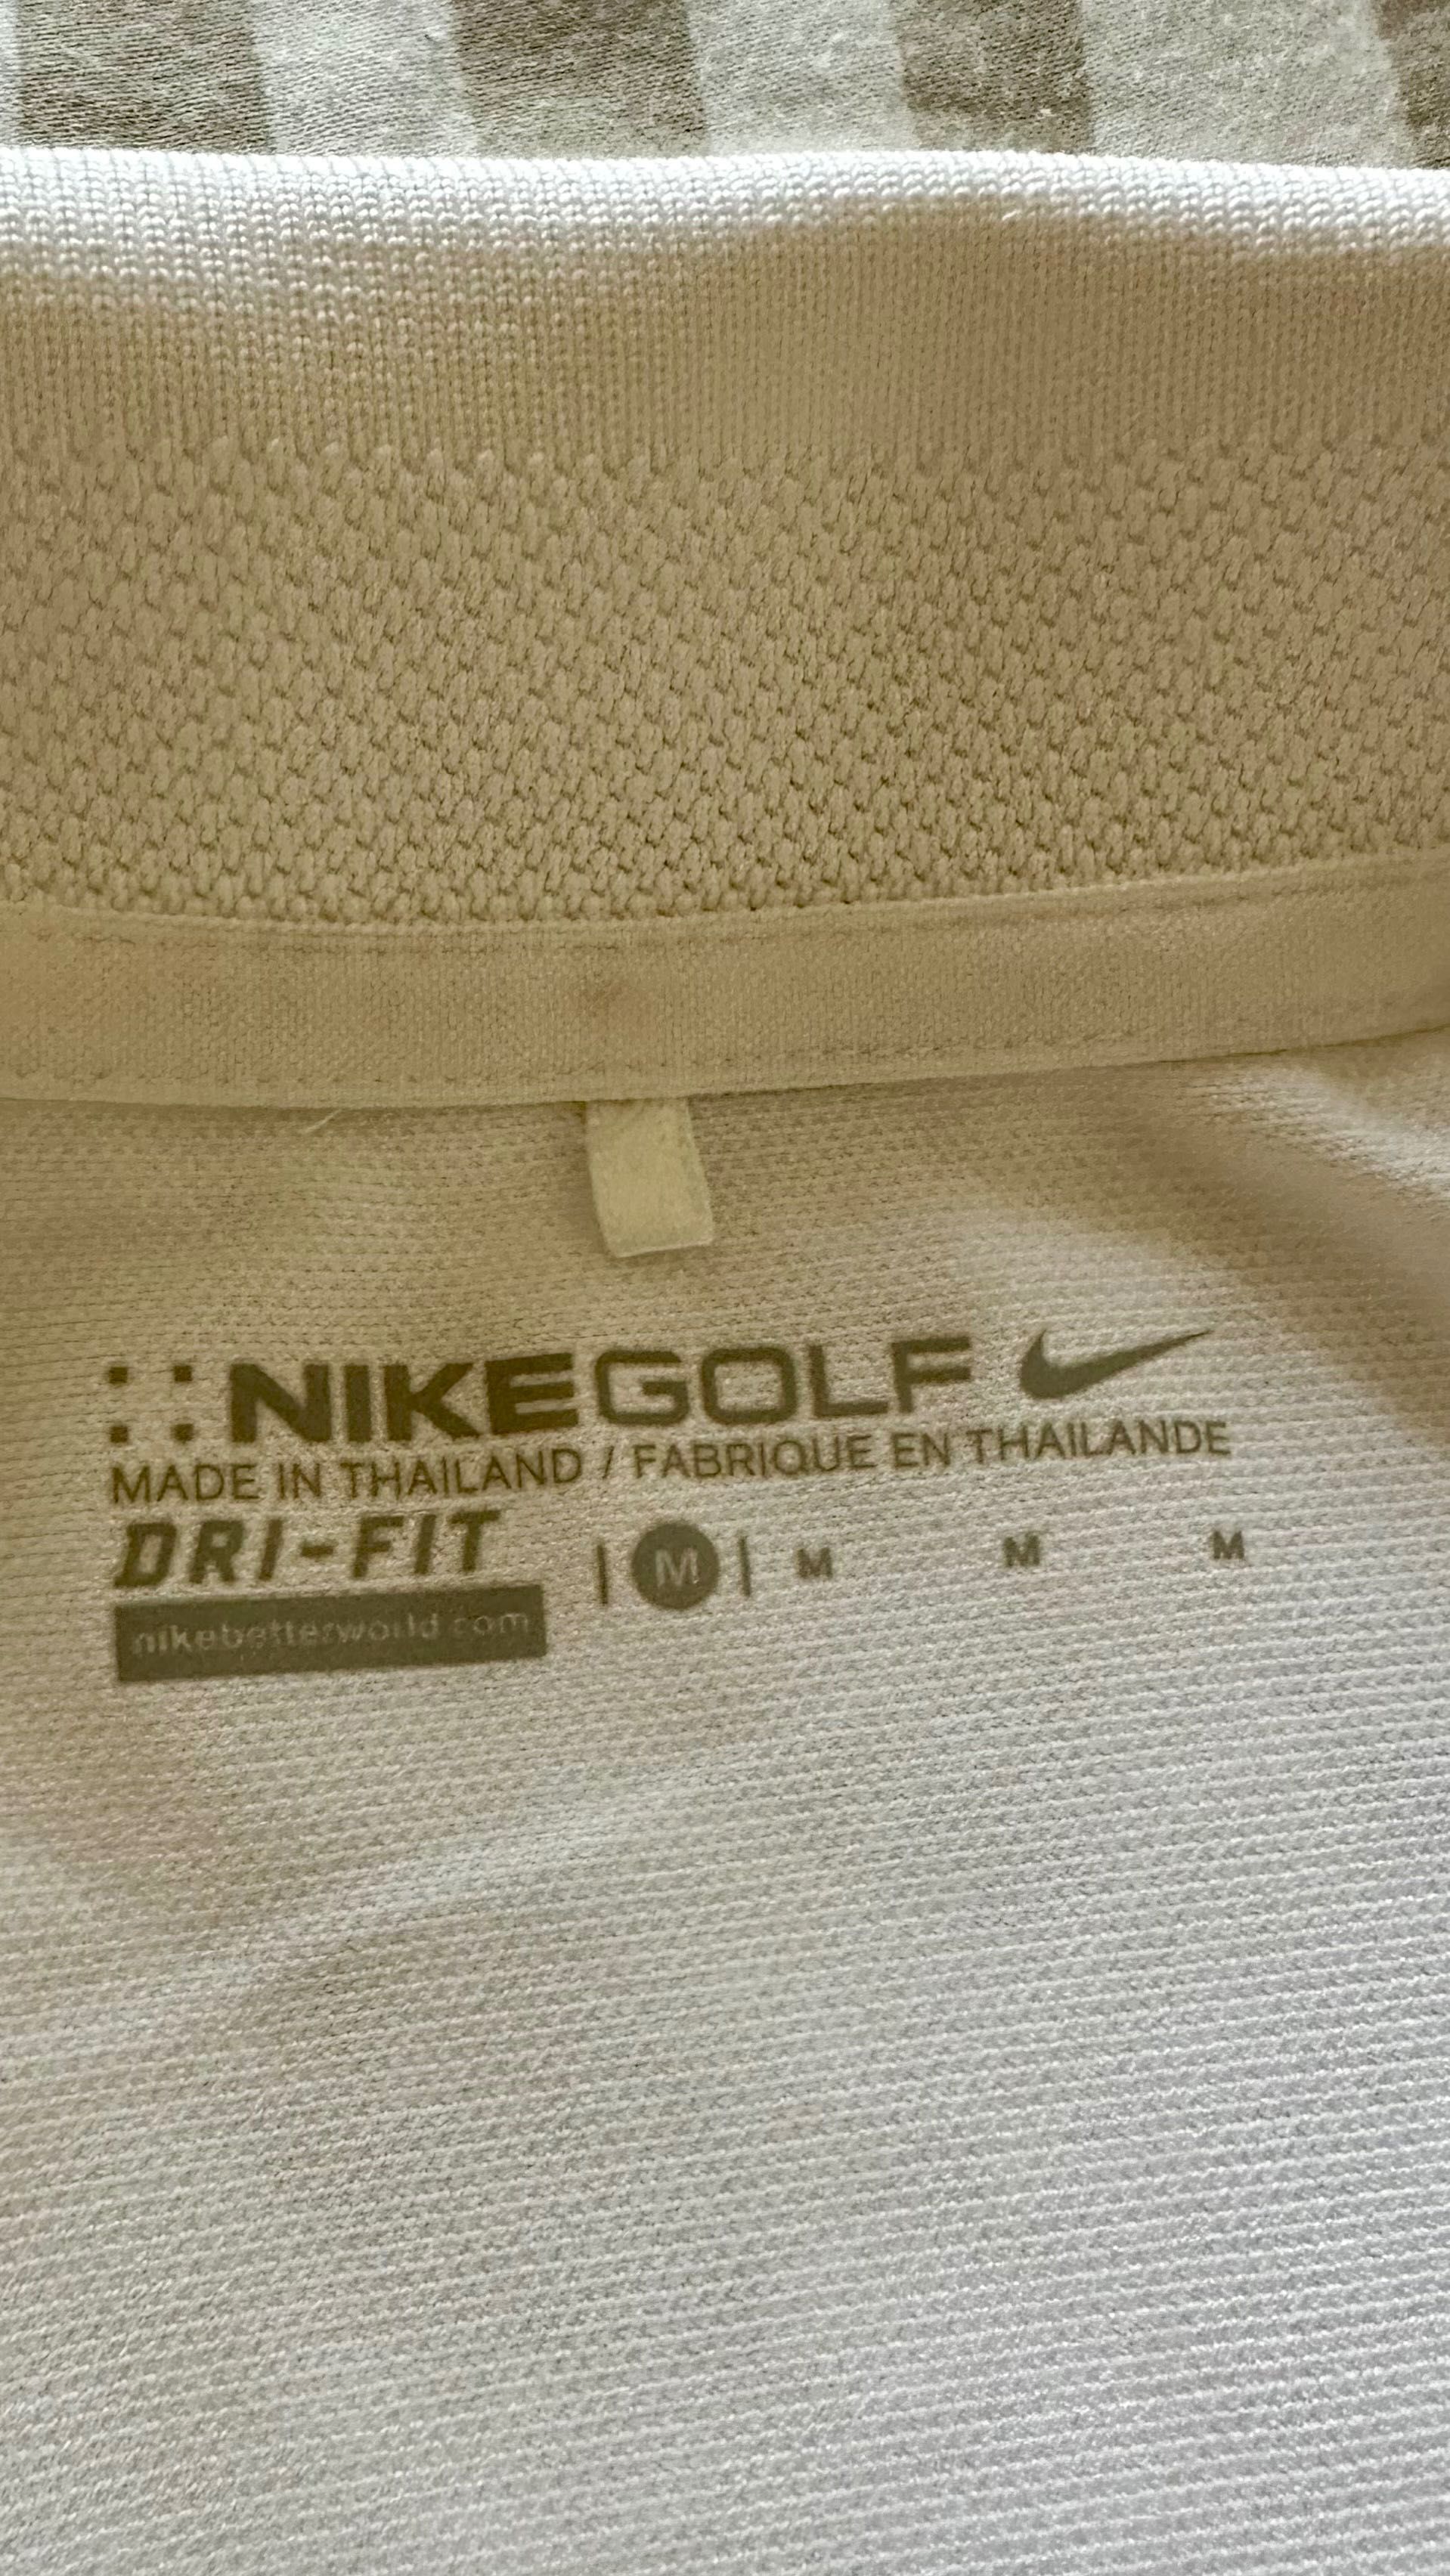 NIKEGOLF
MADE IN THAILAND / FABRIQUE EN THAILANDE
DRI-FIT | M | M M M
nikebetterworld.com